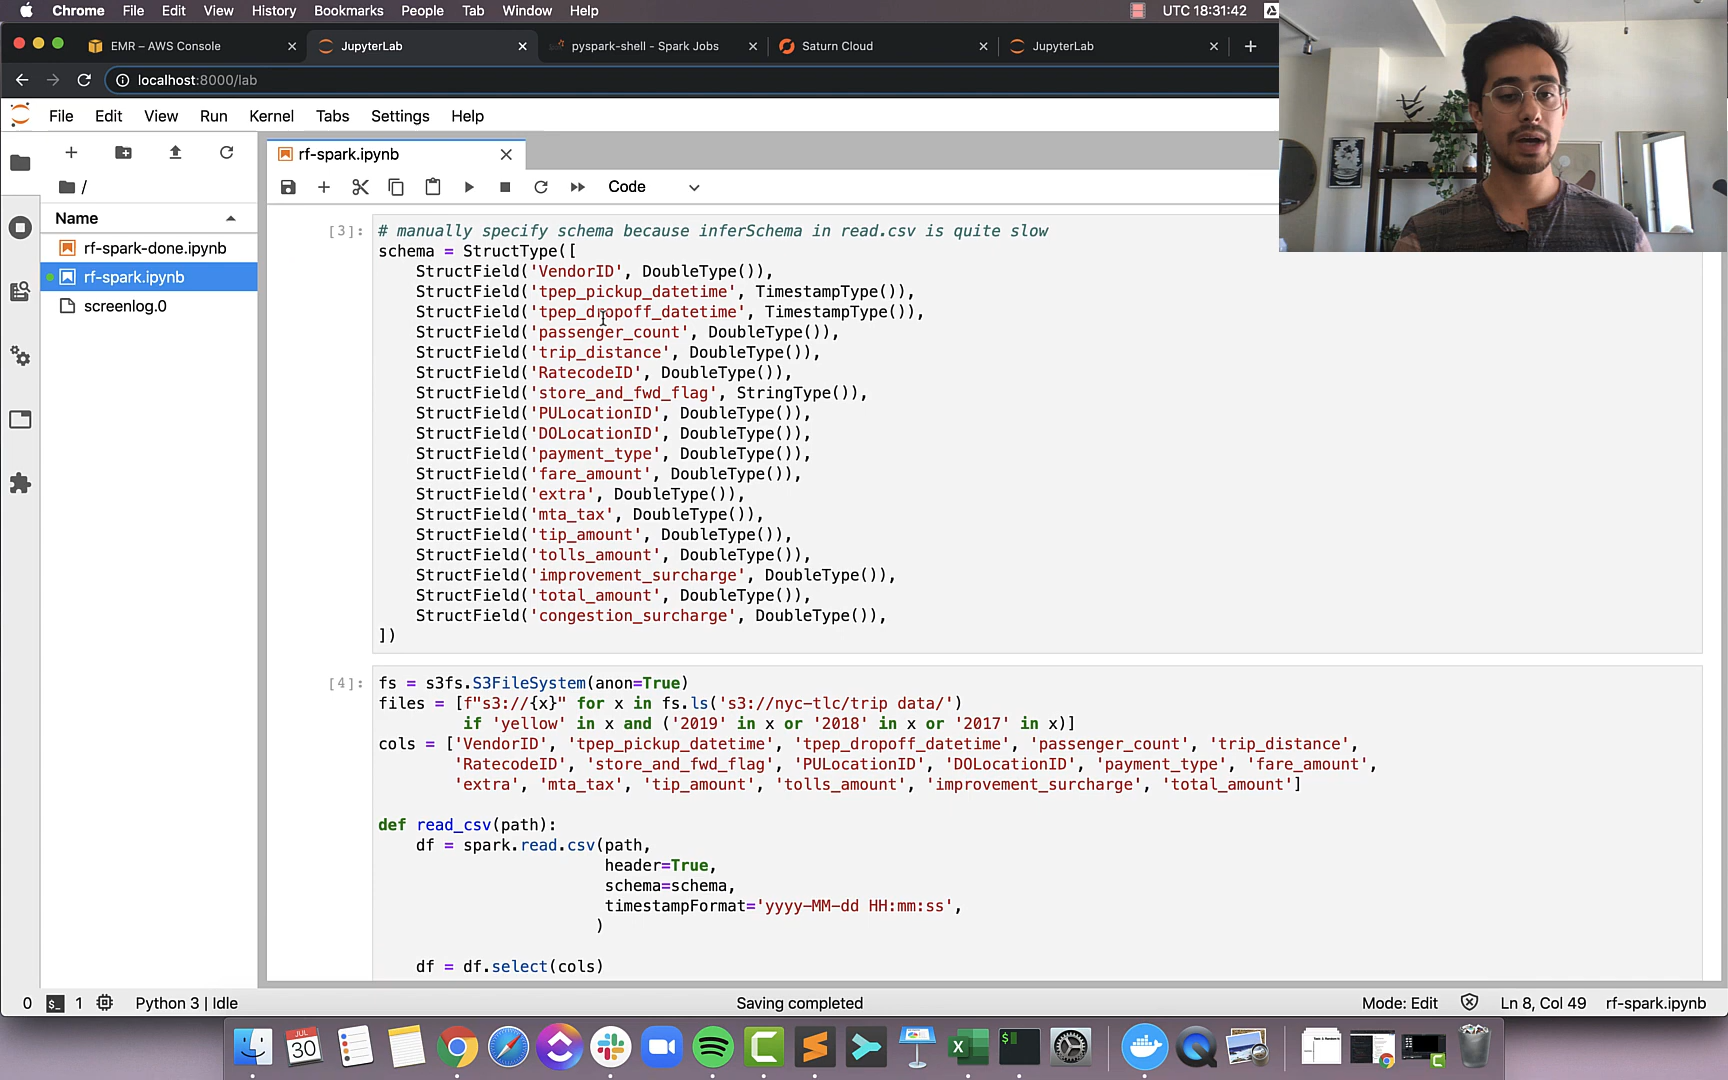 Chrome File Edit View History Bookmarks People Tab Window Help UTC 18:31:42
EMR – AWS Console JupyterLab pyspark-shell - Spark Jobs Saturn Cloud JupyterLab
localhost:8000/lab
File Edit View Run Kernel Tabs Settings Help
rf-spark.ipynb
Code
/
Name
rf-spark-done.ipynb
rf-spark.ipynb
screenlog.0
[3]: # manually specify schema because inferSchema in read.csv is quite slow
schema = StructType([
StructField('VendorID', DoubleType()),
StructField('tpep_pickup_datetime', TimestampType()),
StructField('tpep_dropoff_datetime', TimestampType()),
StructField('passenger_count', DoubleType()),
StructField('trip_distance', DoubleType()),
StructField('RatecodeID', DoubleType()),
StructField('store_and_fwd_flag', StringType()),
StructField('PULocationID', DoubleType()),
StructField('DOLocationID', DoubleType()),
StructField('payment_type', DoubleType()),
StructField('fare_amount', DoubleType()),
StructField('extra', DoubleType()),
StructField('mta_tax', DoubleType()),
StructField('tip_amount', DoubleType()),
StructField('tolls_amount', DoubleType()),
StructField('improvement_surcharge', DoubleType()),
StructField('total_amount', DoubleType()),
StructField('congestion_surcharge', DoubleType()),
])
[4]: fs = s3fs.S3FileSystem(anon=True)
files = [f"s3://{x}" for x in fs.ls('s3://nyc-tlc/trip data/')
if 'yellow' in x and ('2019' in x or '2018' in x or '2017' in x)]
cols = ['VendorID', 'tpep_pickup_datetime', 'tpep_dropoff_datetime', 'passenger_count', 'trip_distance',
'RatecodeID', 'store_and_fwd_flag', 'PULocationID', 'DOLocationID', 'payment_type', 'fare_amount',
'extra', 'mta_tax', 'tip_amount', 'tolls_amount', 'improvement_surcharge', 'total_amount']
def read_csv(path):
df = spark.read.csv(path,
header=True,
schema=schema,
timestampFormat='yyyy-MM-dd HH:mm:ss',
)
df = df.select(cols)
0 1 Python 3 | Idle Saving completed Mode: Edit Ln 8, Col 49 rf-spark.ipynb
JUL
30